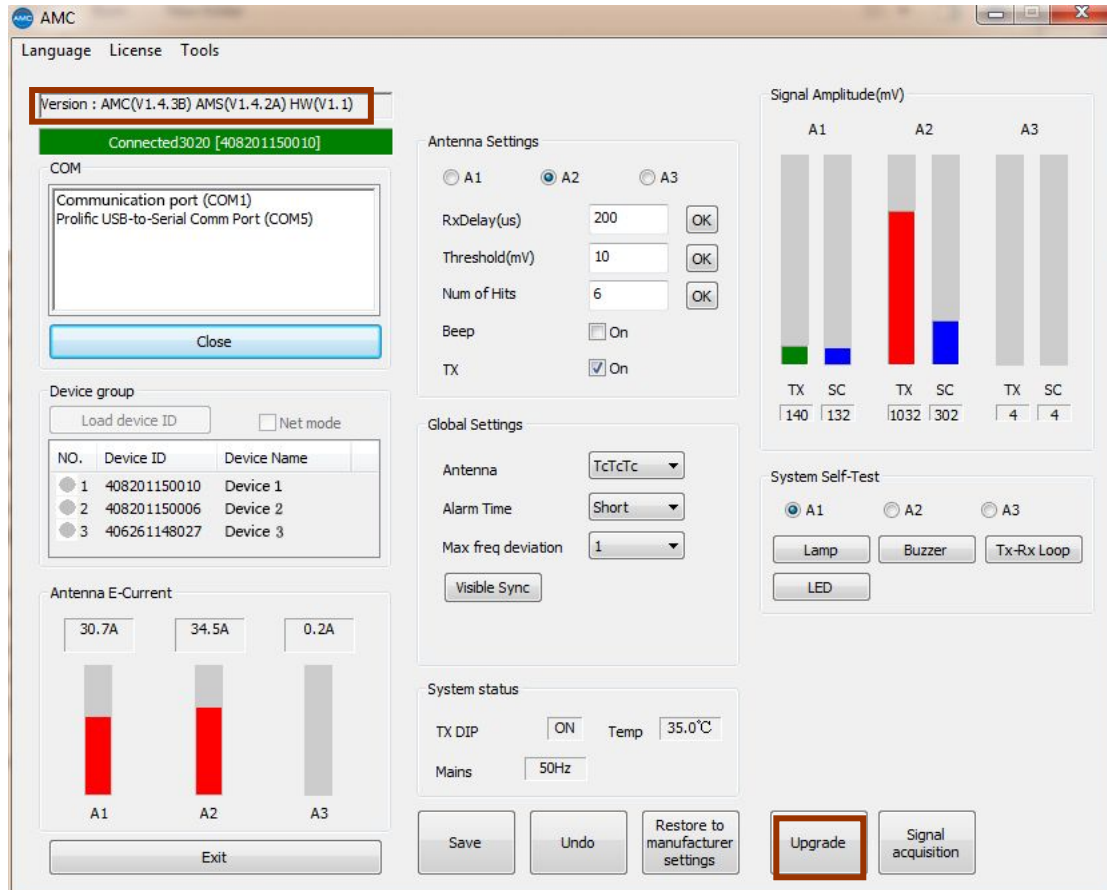 AMC
AMC
Language License Tools
Version : AMC(V1.4.3B) AMS(V1.4.2A) HW(V1.1)
Connected3020 [408201150010]
COM
Communication port (COM1)
Prolific USB-to-Serial Comm Port (COM5)
Close
Device group
Load device ID
Net mode
NO. Device ID Device Name
1 408201150010 Device 1
2 408201150006 Device 2
3 406261148027 Device 3
Antenna E-Current
30.7A 34.5A 0.2A
A1 A2 A3
Exit
Antenna Settings
A1 A2 A3
RxDelay(us) 200 OK
Threshold(mV) 10 OK
Num of Hits 6 OK
Beep On
TX On
Global Settings
Antenna TcTcTc
Alarm Time Short
Max freq deviation 1
Visible Sync
System status
TX DIP ON Temp 35.0℃
Mains 50Hz
Save
Undo
Restore to
manufacturer
settings
Signal Amplitude(mV)
A1 A2 A3
TX SC TX SC TX SC
140 132 1032 302 4 4
System Self-Test
A1 A2 A3
Lamp Buzzer Tx-Rx Loop
LED
Upgrade
Signal
acquisition